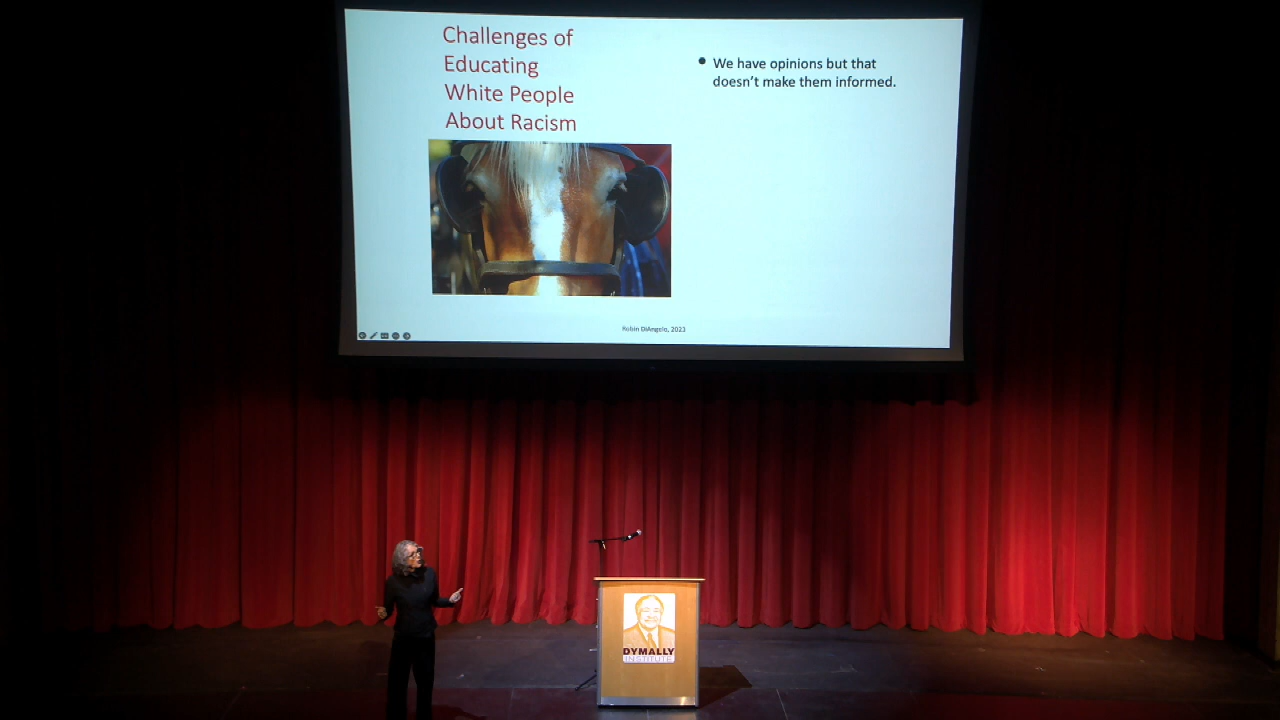 Challenges of
Educating
White People
About Racism
• We have opinions but that
doesn’t make them informed.
Robin DiAngelo, 2023
DYMALLY
INSTITUTE